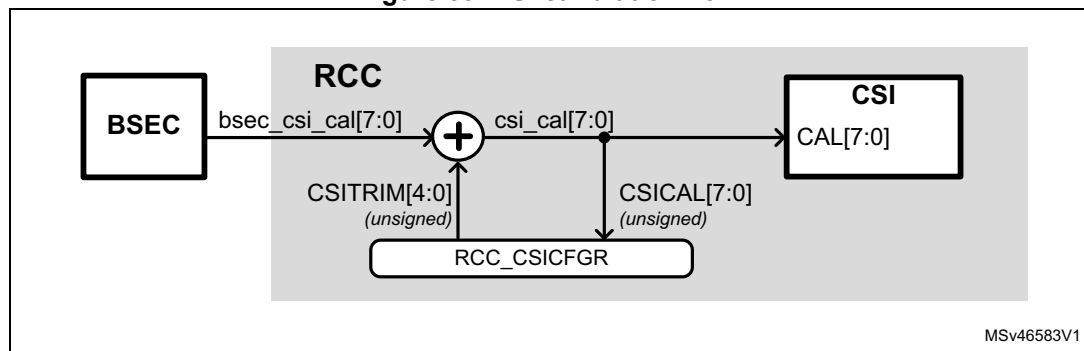 RCC
CSI
BSEC
bsec_csi_cal[7:0]
csi_cal[7:0]
CAL[7:0]
CSITRIM[4:0]
(unsigned)
CSICAL[7:0]
(unsigned)
RCC_CSICFGR
MSv46583V1